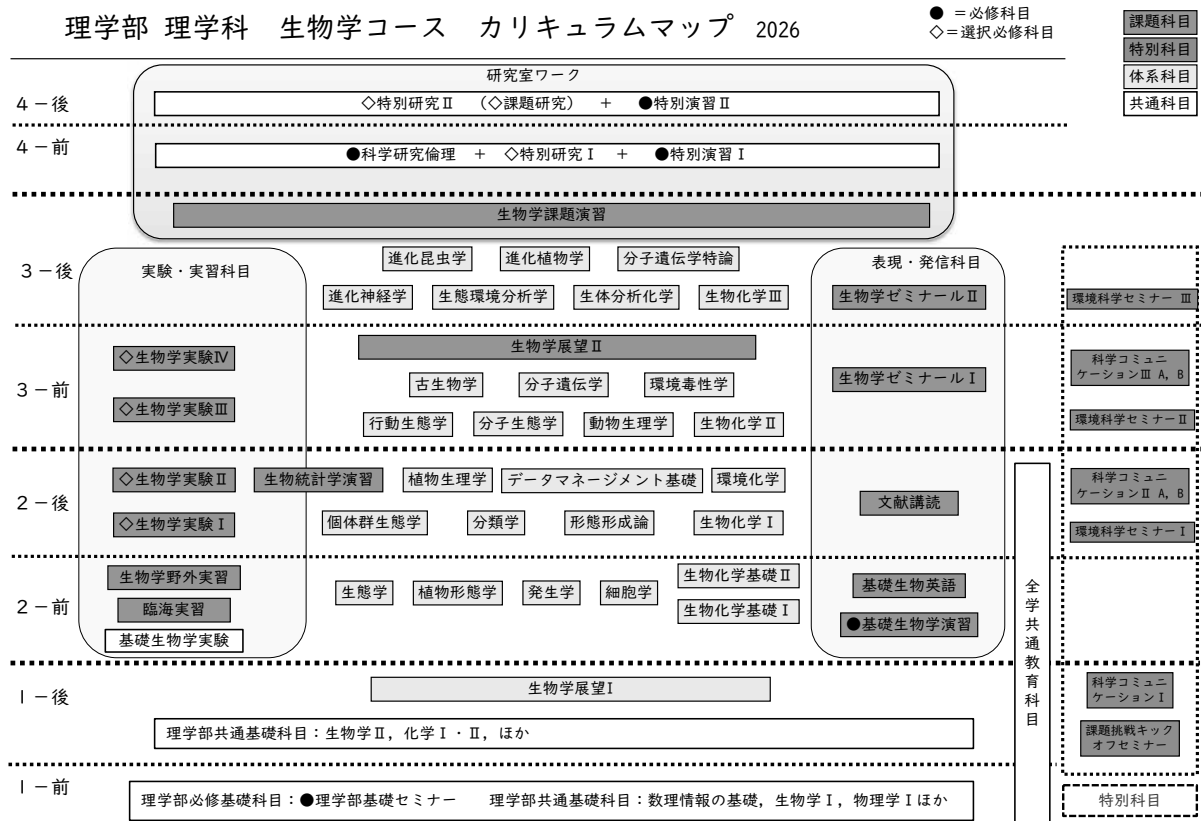 理学部 理学科　生物学コース　カリキュラムマップ 2026
● ＝必修科目
◇＝選択必修科目
課題科目
特別科目
体系科目
共通科目
研究室ワーク
4－後
◇特別研究Ⅱ　（◇課題研究）　＋　●特別演習Ⅱ
4－前
●科学研究倫理　＋　◇特別研究Ⅰ　＋　●特別演習Ⅰ
生物学課題演習
3－後
実験・実習科目
進化昆虫学
進化植物学
分子遺伝学特論
表現・発信科目
進化神経学
生態環境分析学
生体分析化学
生物化学Ⅲ
生物学ゼミナールⅡ
環境科学セミナー Ⅲ
3－前
◇生物学実験Ⅳ
生物学展望Ⅱ
◇生物学実験Ⅲ
古生物学
分子遺伝学
環境毒性学
生物学ゼミナールⅠ
科学コミュニ
ケーションⅢ A, B
行動生態学
分子生態学
動物生理学
生物化学Ⅱ
環境科学セミナーⅡ
2－後
◇生物学実験Ⅱ
生物統計学演習
植物生理学
データマネージメント基礎
環境化学
文献講読
科学コミュニ
ケーションⅡ A, B
◇生物学実験Ⅰ
個体群生態学
分類学
形態形成論
生物化学Ⅰ
環境科学セミナーⅠ
2－前
生物学野外実習
臨海実習
基礎生物学実験
生態学
植物形態学
発生学
細胞学
生物化学基礎Ⅱ
生物化学基礎Ⅰ
基礎生物英語
●基礎生物学演習
全学共通教育科目
1－後
生物学展望Ⅰ
科学コミュニ
ケーションⅠ
理学部共通基礎科目：生物学Ⅱ，化学Ⅰ・Ⅱ，ほか
課題挑戦キック
オフセミナー
1－前
理学部必修基礎科目：●理学部基礎セミナー　　理学部共通基礎科目：数理情報の基礎，生物学Ⅰ，物理学Ⅰほか
特別科目